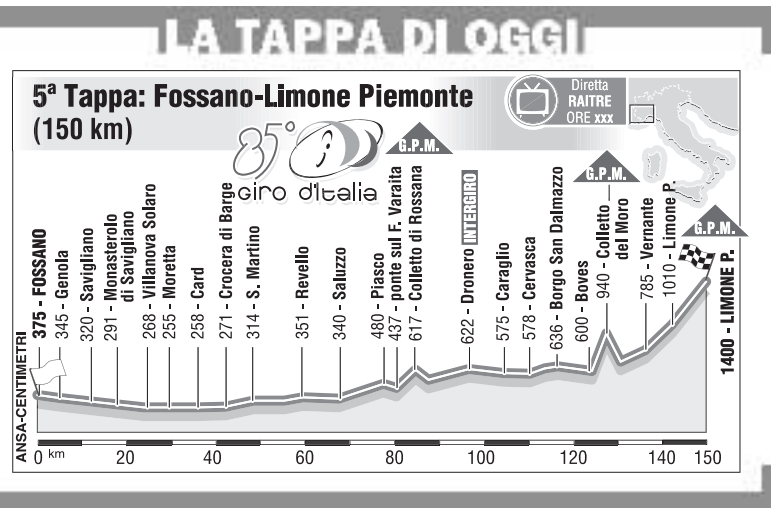 LA TAPPA DI OGGI
5ª Tappa: Fossano-Limone Piemonte
(150 km)
Diretta
RAITRE
ORE xxx
85°
Giro d'Italia
G.P.M.
G.P.M.
G.P.M.
375 - FOSSANO
345 - Genola
320 - Savigliano
291 - Monasterolo
di Savigliano
268 - Villanova Solaro
255 - Moretta
258 - Card
271 - Crocera di Barge
314 - S. Martino
351 - Revello
340 - Saluzzo
480 - Piasco
437 - ponte sul F. Varaita
617 - Colletto di Rossana
622 - Dronero INTERGIRO
575 - Caraglio
578 - Cervasca
636 - Borgo San Dalmazzo
600 - Boves
940 - Colletto
del Moro
785 - Vernante
1010 - Limone P.
1400 - LIMONE P.
ANSA-CENTIMETRI
0 km 20 40 60 80 100 120 140 150